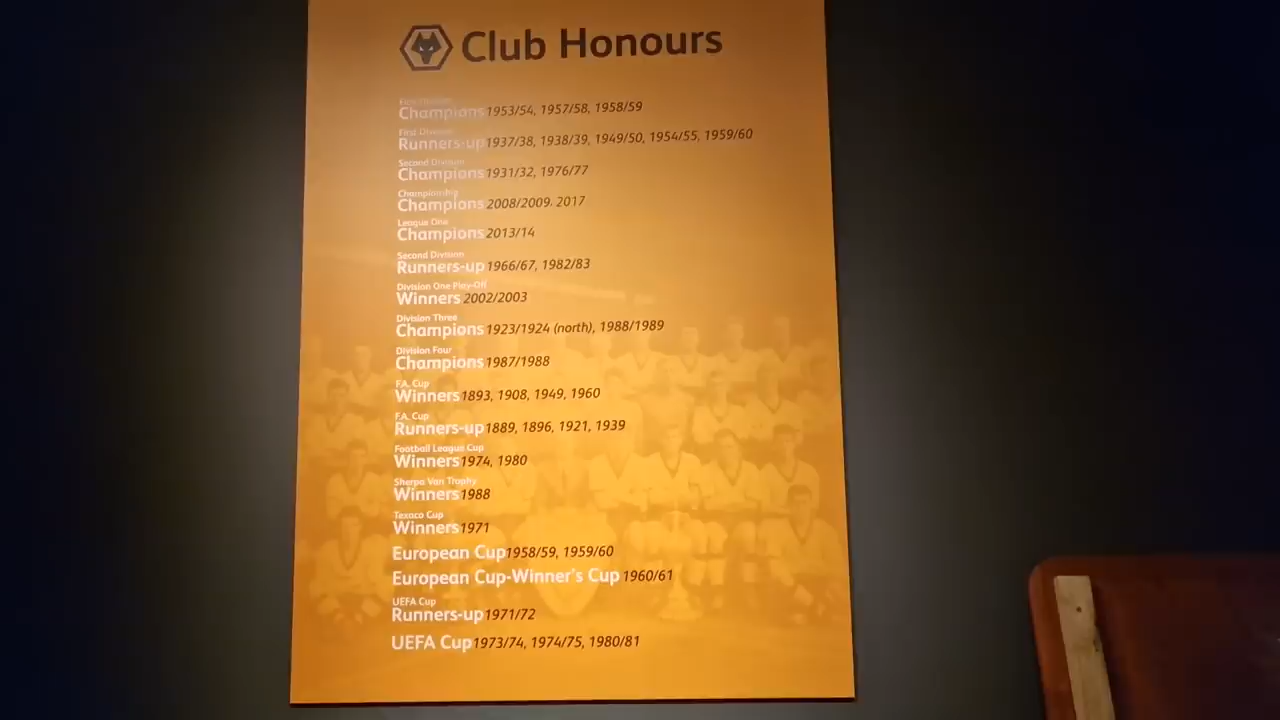 Club Honours
First Division
Champions 1953/54, 1957/58, 1958/59
First Division
Runners-up 1937/38, 1938/39, 1949/50, 1954/55, 1959/60
Second Division
Champions 1931/32, 1976/77
Championship
Champions 2008/2009. 2017
League One
Champions 2013/14
Second Division
Runners-up 1966/67, 1982/83
Division One Play-Off
Winners 2002/2003
Division Three
Champions 1923/1924 (north), 1988/1989
Division Four
Champions 1987/1988
F.A. Cup
Winners 1893, 1908, 1949, 1960
F.A. Cup
Runners-up 1889, 1896, 1921, 1939
Football League Cup
Winners 1974, 1980
Sherpa Van Trophy
Winners 1988
Texaco Cup
Winners 1971
European Cup 1958/59, 1959/60
European Cup-Winner's Cup 1960/61
UEFA Cup
Runners-up 1971/72
UEFA Cup 1973/74, 1974/75, 1980/81